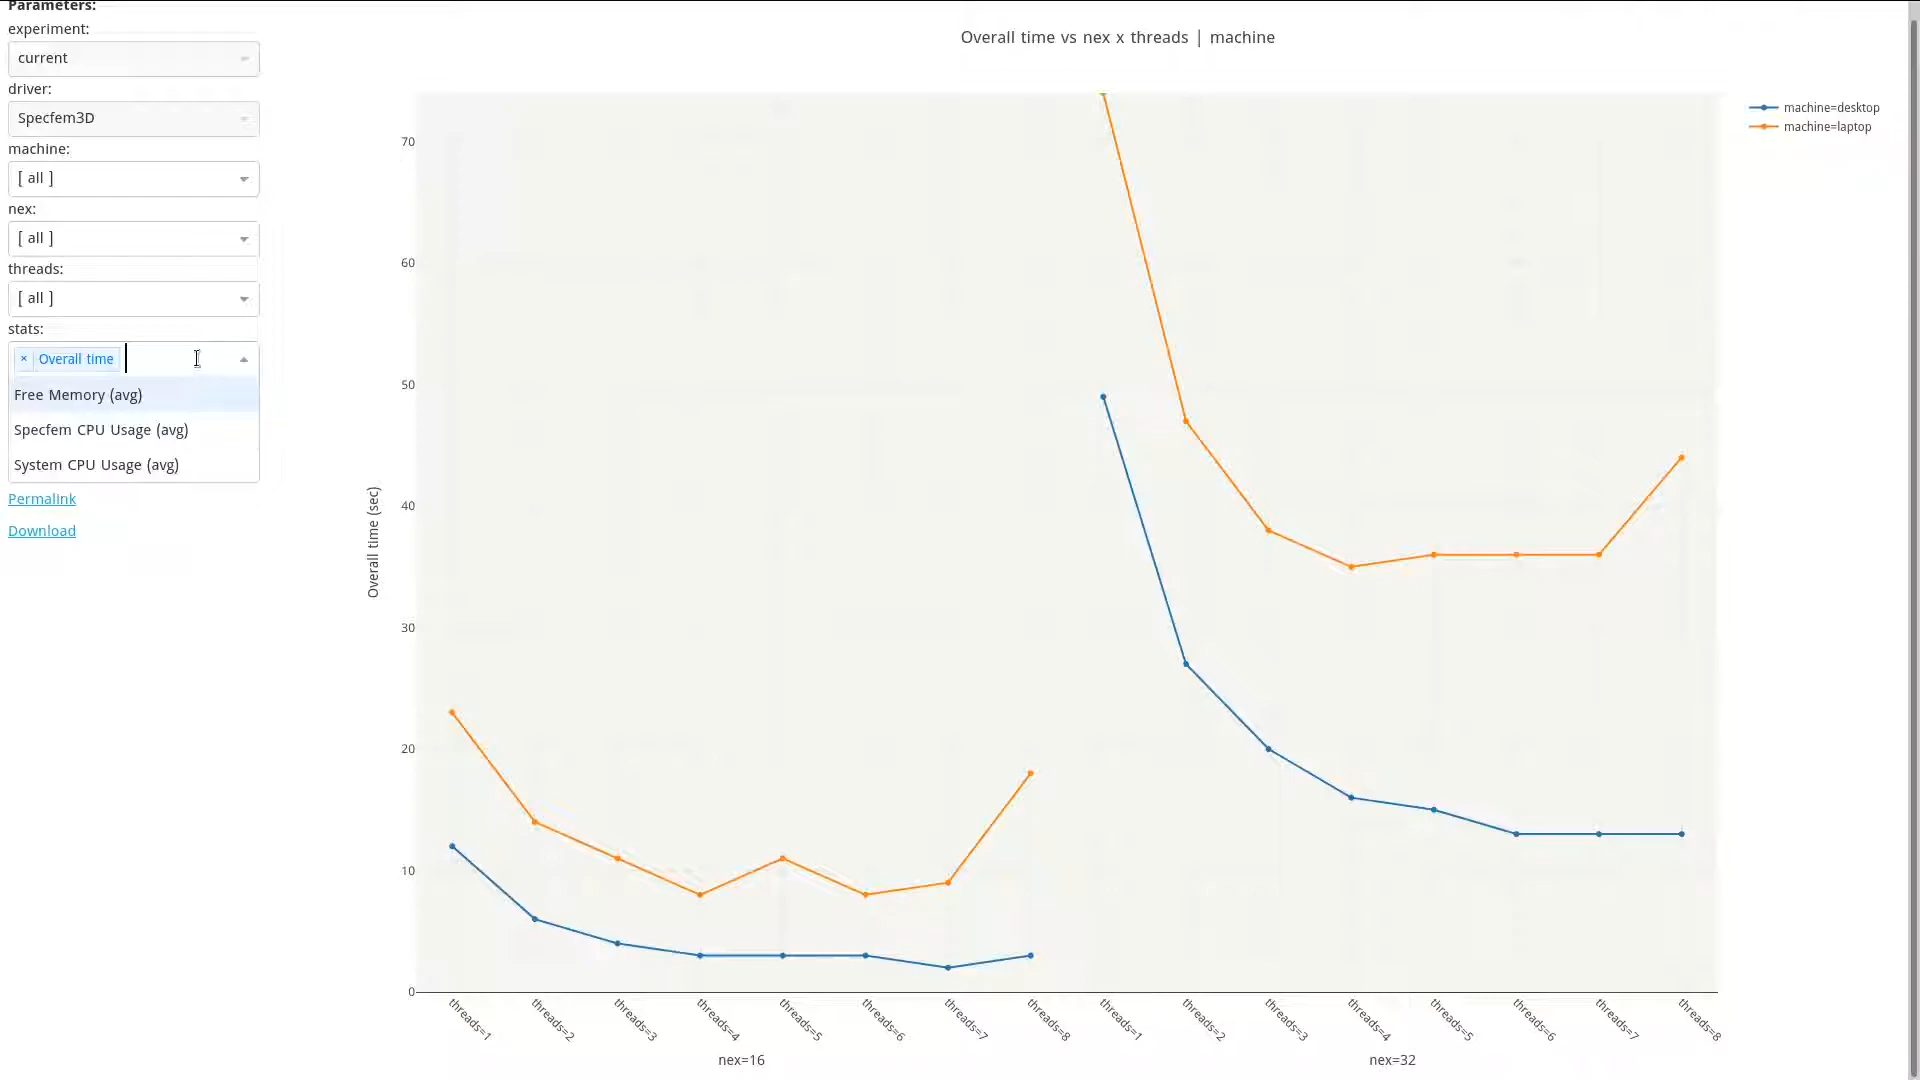 Parameters:
experiment:
current
driver:
Specfem3D
machine:
[ all ]
nex:
[ all ]
threads:
[ all ]
stats:
× Overall time
Free Memory (avg)
Specfem CPU Usage (avg)
System CPU Usage (avg)
Permalink
Download
Overall time vs nex x threads | machine
machine=desktop
machine=laptop
Overall time (sec)
70
60
50
40
30
20
10
0
threads=1
threads=2
threads=3
threads=4
threads=5
threads=6
threads=7
threads=8
threads=1
threads=2
threads=3
threads=4
threads=5
threads=6
threads=7
threads=8
nex=16
nex=32